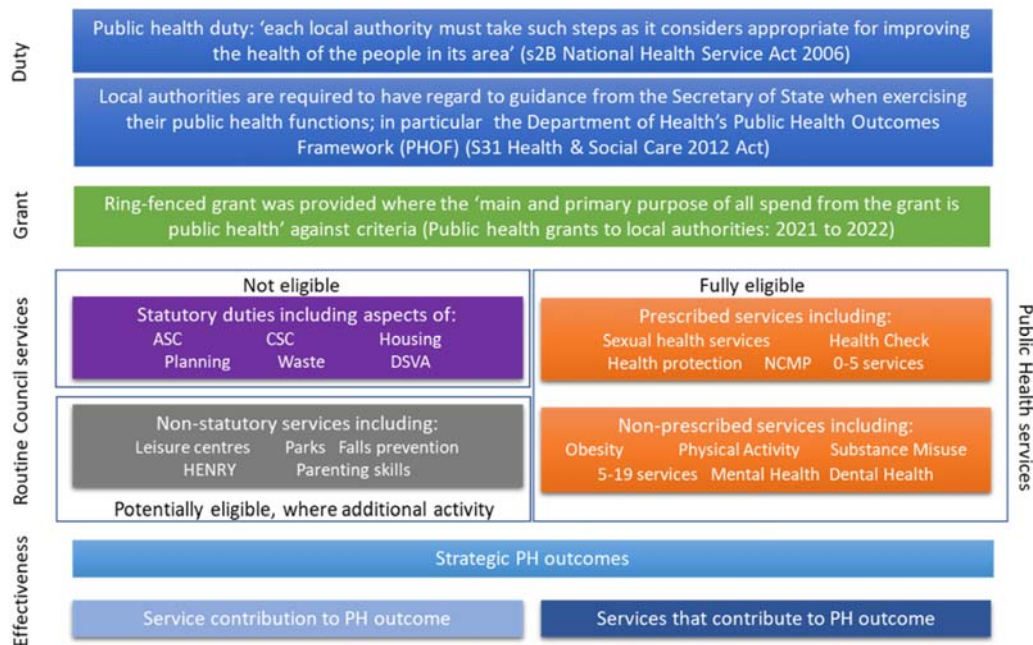 Duty
Public health duty: ‘each local authority must take such steps as it considers appropriate for improving
the health of the people in its area’ (s2B National Health Service Act 2006)
Local authorities are required to have regard to guidance from the Secretary of State when exercising
their public health functions; in particular the Department of Health’s Public Health Outcomes
Framework (PHOF) (S31 Health & Social Care 2012 Act)
Grant
Ring-fenced grant was provided where the ‘main and primary purpose of all spend from the grant is
public health’ against criteria (Public health grants to local authorities: 2021 to 2022)
Routine Council services
Not eligible
Statutory duties including aspects of:
ASC CSC Housing
Planning Waste DSVA
Non-statutory services including:
Leisure centres Parks Falls prevention
HENRY Parenting skills
Potentially eligible, where additional activity
Fully eligible
Prescribed services including:
Sexual health services Health Check
Health protection NCMP 0-5 services
Non-prescribed services including:
Obesity Physical Activity Substance Misuse
5-19 services Mental Health Dental Health
Public Health services
Effectiveness
Strategic PH outcomes
Service contribution to PH outcome
Services that contribute to PH outcome